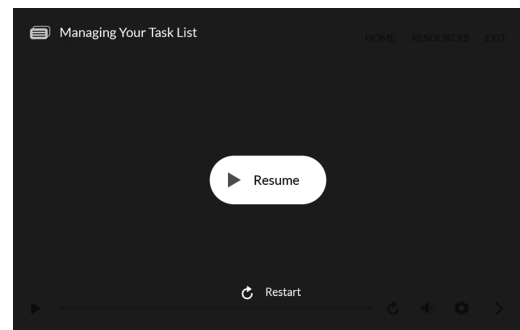 Managing Your Task List
HOME RESOURCES EXIT
Resume
Restart